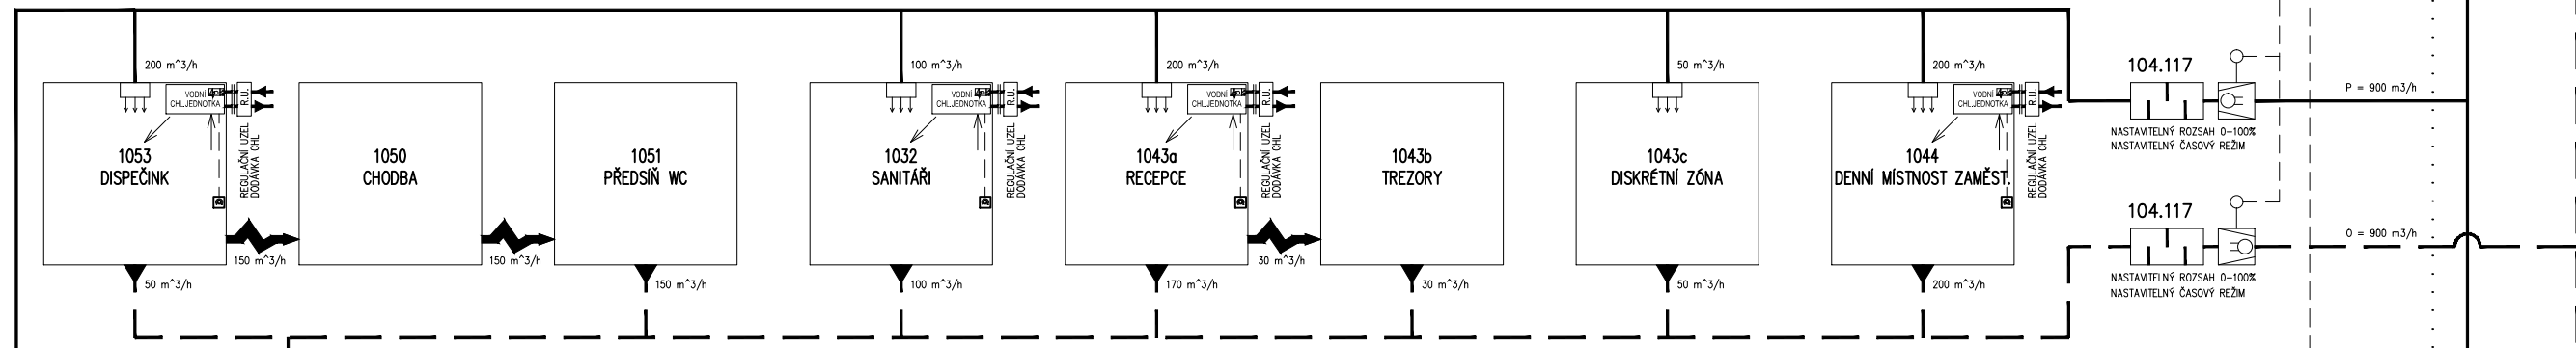 200 m^3/h
100 m^3/h
200 m^3/h
50 m^3/h
200 m^3/h
104.117
P = 900 m3/h
VODNÍ
CHL.JEDNOTKA
R.U.
VODNÍ
CHL.JEDNOTKA
R.U.
VODNÍ
CHL.JEDNOTKA
R.U.
VODNÍ
CHL.JEDNOTKA
R.U.
NASTAVITELNÝ ROZSAH 0-100%
NASTAVITELNÝ ČASOVÝ REŽIM
1053
DISPEČINK
REGULAČNÍ UZEL
DODÁVKA CHL
1050
CHODBA
1051
PŘEDSÍŇ WC
1032
SANITÁŘI
REGULAČNÍ UZEL
DODÁVKA CHL
1043a
RECEPCE
REGULAČNÍ UZEL
DODÁVKA CHL
1043b
TREZORY
1043c
DISKRÉTNÍ ZÓNA
1044
DENNÍ MÍSTNOST ZAMĚST.
REGULAČNÍ UZEL
DODÁVKA CHL
104.117
O = 900 m3/h
150 m^3/h
150 m^3/h
30 m^3/h
NASTAVITELNÝ ROZSAH 0-100%
NASTAVITELNÝ ČASOVÝ REŽIM
50 m^3/h
150 m^3/h
100 m^3/h
170 m^3/h
30 m^3/h
50 m^3/h
200 m^3/h